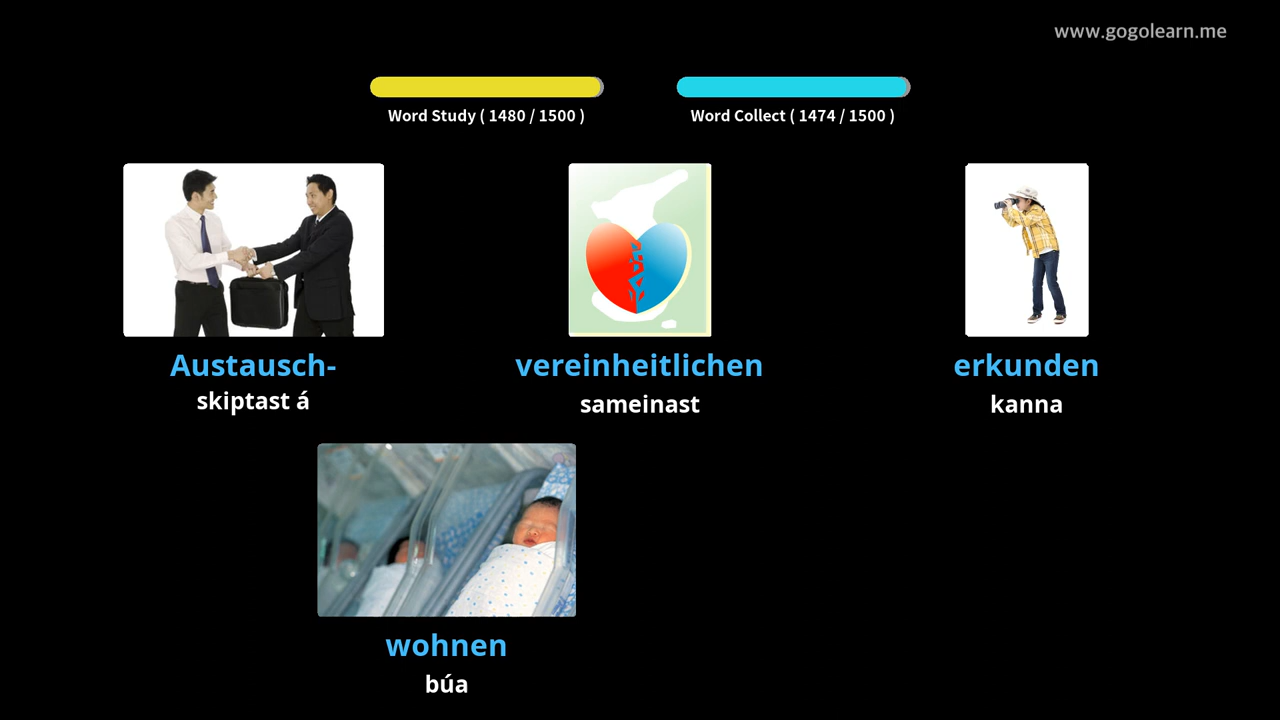 www.gogolearn.me
Word Study ( 1480 / 1500 )
Word Collect ( 1474 / 1500 )
Austausch-
skiptast á
vereinheitlichen
sameinast
erkunden
kanna
wohnen
búa